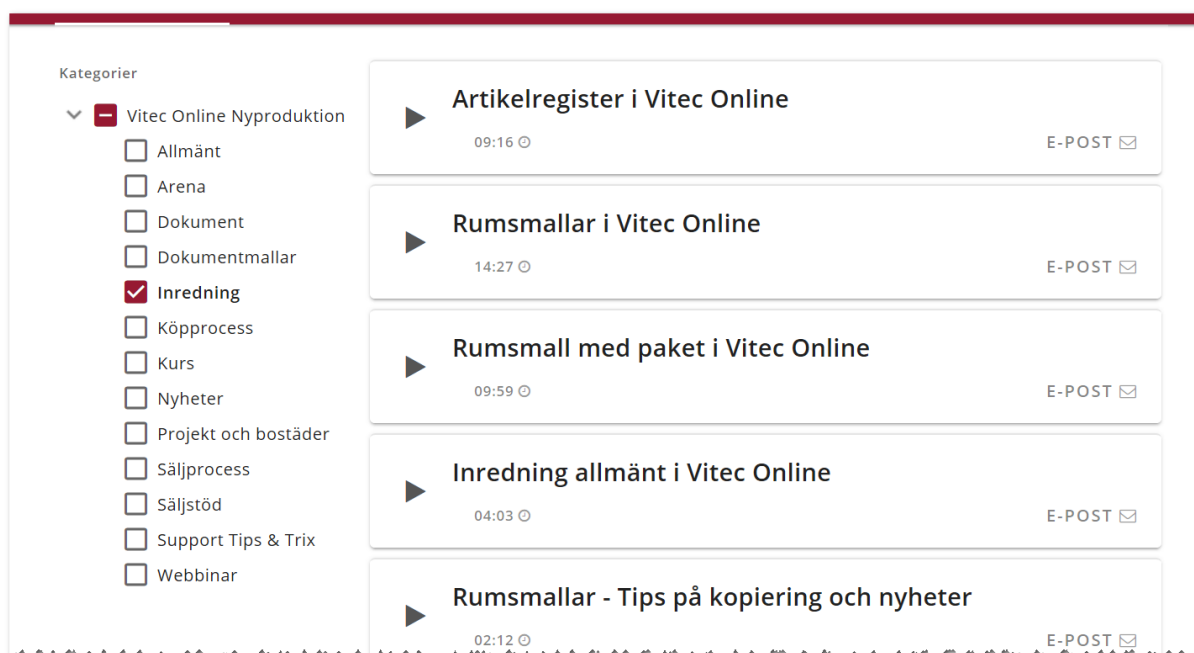 Kategorier
Vitec Online Nyproduktion
Allmänt
Arena
Dokument
Dokumentmallar
Inredning
Köpprocess
Kurs
Nyheter
Projekt och bostäder
Säljprocess
Säljstöd
Support Tips & Trix
Webbinar
Artikelregister i Vitec Online
09:16 E-POST
Rumsmallar i Vitec Online
14:27 E-POST
Rumsmall med paket i Vitec Online
09:59 E-POST
Inredning allmänt i Vitec Online
04:03 E-POST
Rumsmallar - Tips på kopiering och nyheter
02:12 E-POST